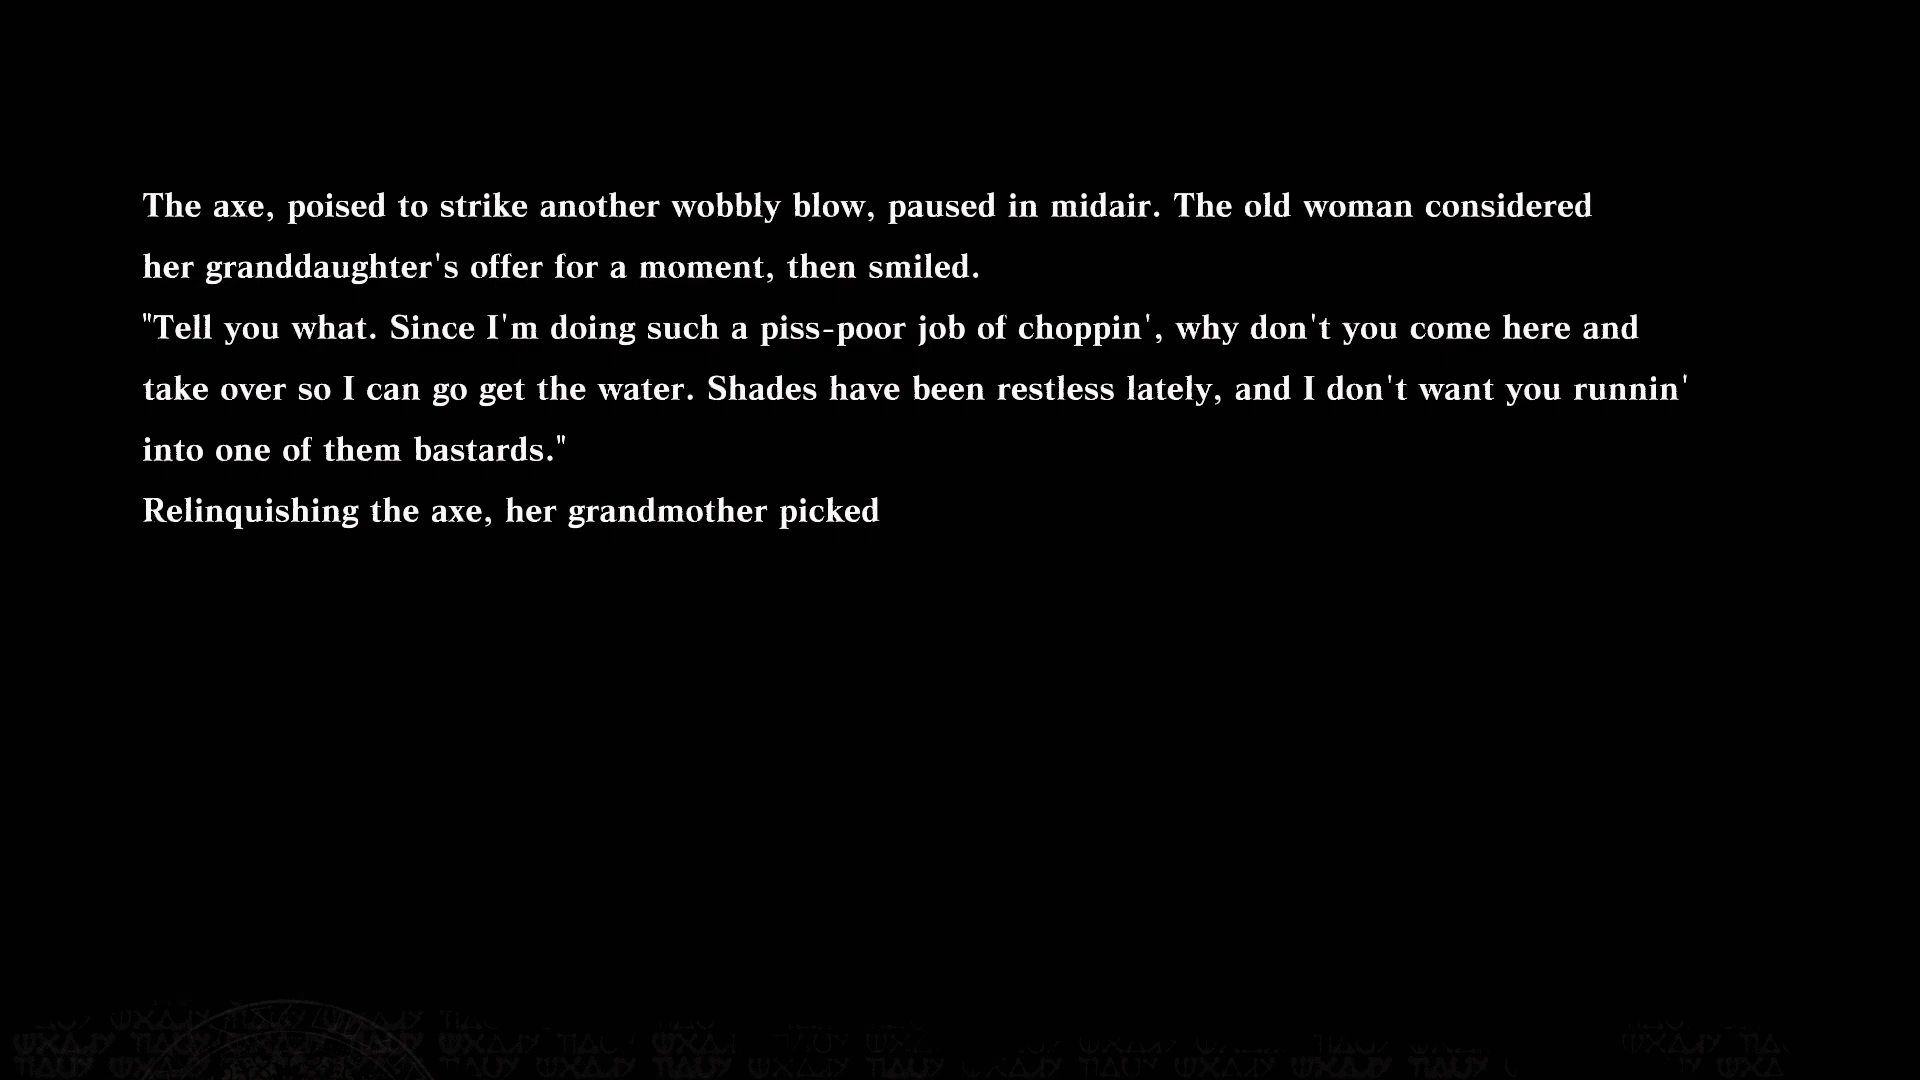 The axe, poised to strike another wobbly blow, paused in midair. The old woman considered
her granddaughter's offer for a moment, then smiled.
"Tell you what. Since I'm doing such a piss-poor job of choppin', why don't you come here and
take over so I can go get the water. Shades have been restless lately, and I don't want you runnin'
into one of them bastards."
Relinquishing the axe, her grandmother picked